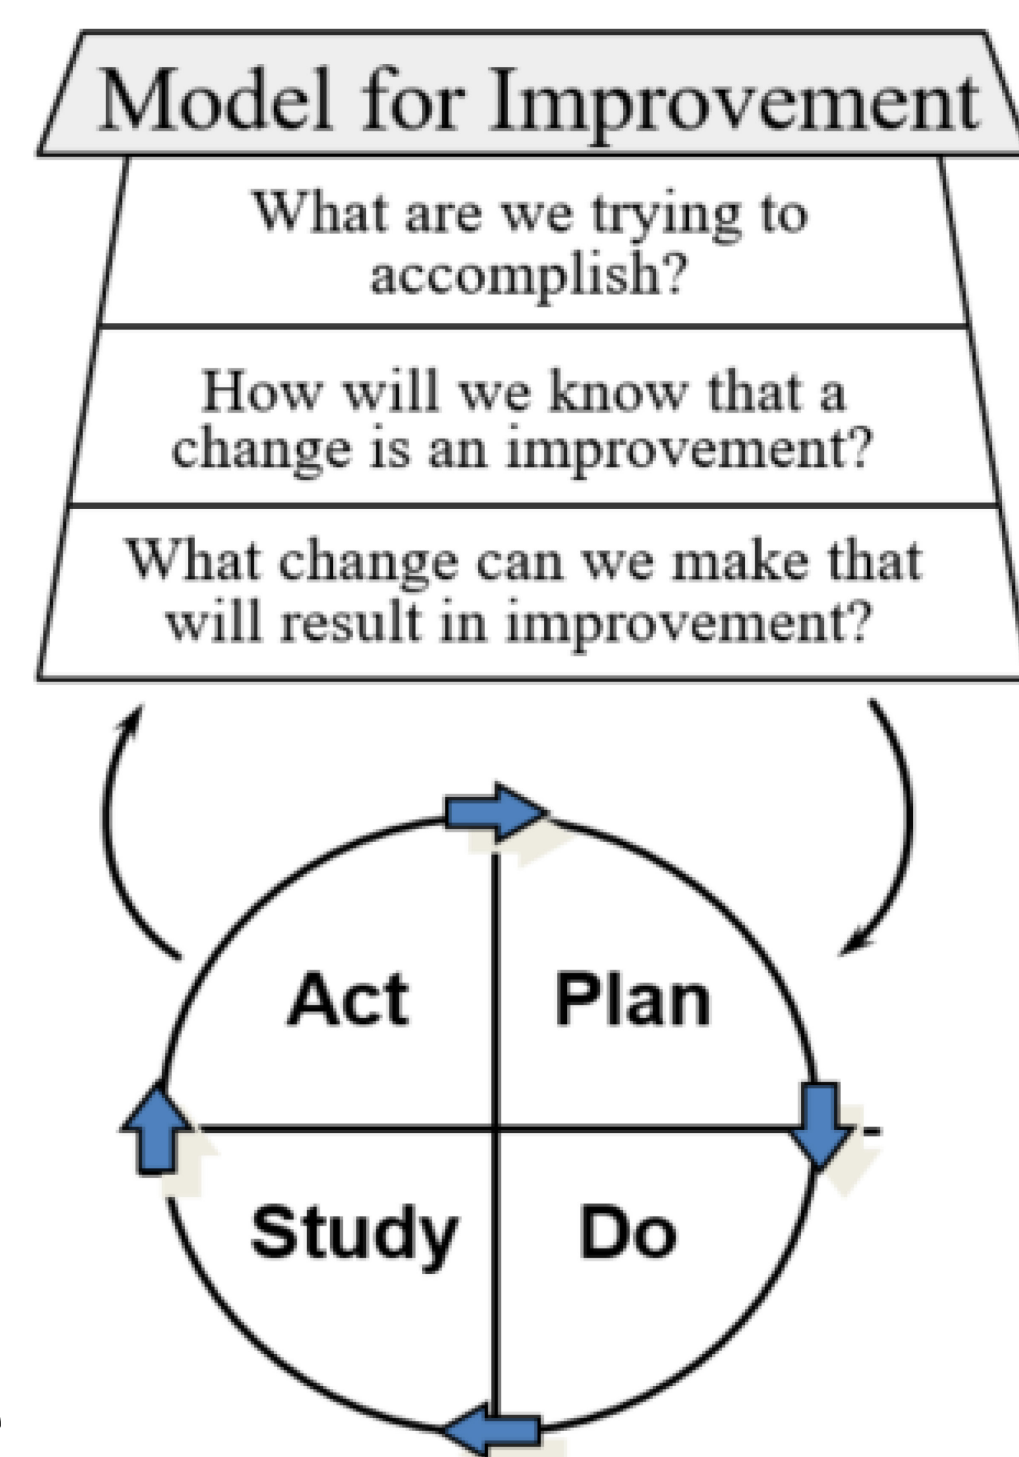 Model for Improvement
What are we trying to
accomplish?
How will we know that a
change is an improvement?
What change can we make that
will result in improvement?
Act
Plan
Study
Do